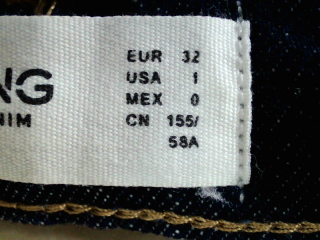 NG
NIM
EUR 32
USA 1
MEX 0
CN 155/
58A